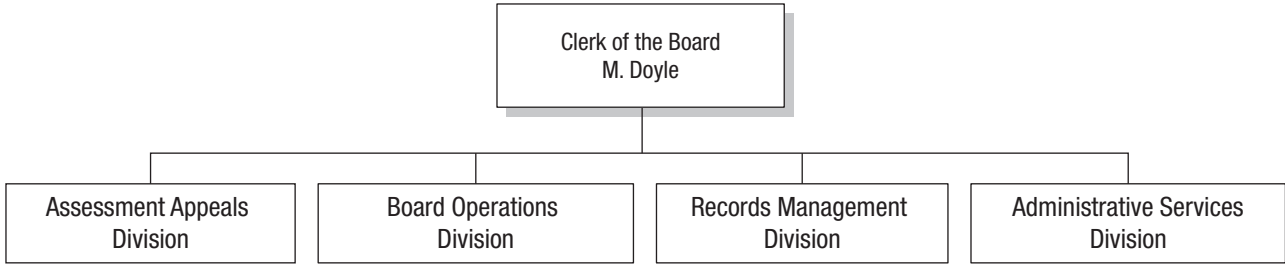 Clerk of the Board
M. Doyle
Assessment Appeals
Division
Board Operations
Division
Records Management
Division
Administrative Services
Division